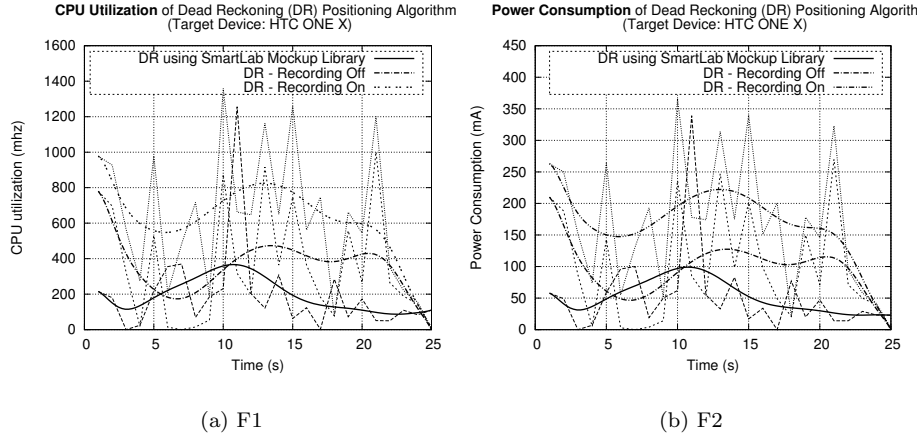 CPU Utilization of Dead Reckoning (DR) Positioning Algorithm
(Target Device: HTC ONE X)
1600
1400
1200
1000
800
600
400
200
0
CPU utilization (mhz)
DR using SmartLab Mockup Library
DR - Recording Off
DR - Recording On
0 5 10 15 20 25
Time (s)
(a) F1
Power Consumption of Dead Reckoning (DR) Positioning Algorith
(Target Device: HTC ONE X)
450
400
350
300
250
200
150
100
50
0
Power Consumption (mA)
DR using SmartLab Mockup Library
DR - Recording Off
DR - Recording On
0 5 10 15 20 25
Time (s)
(b) F2